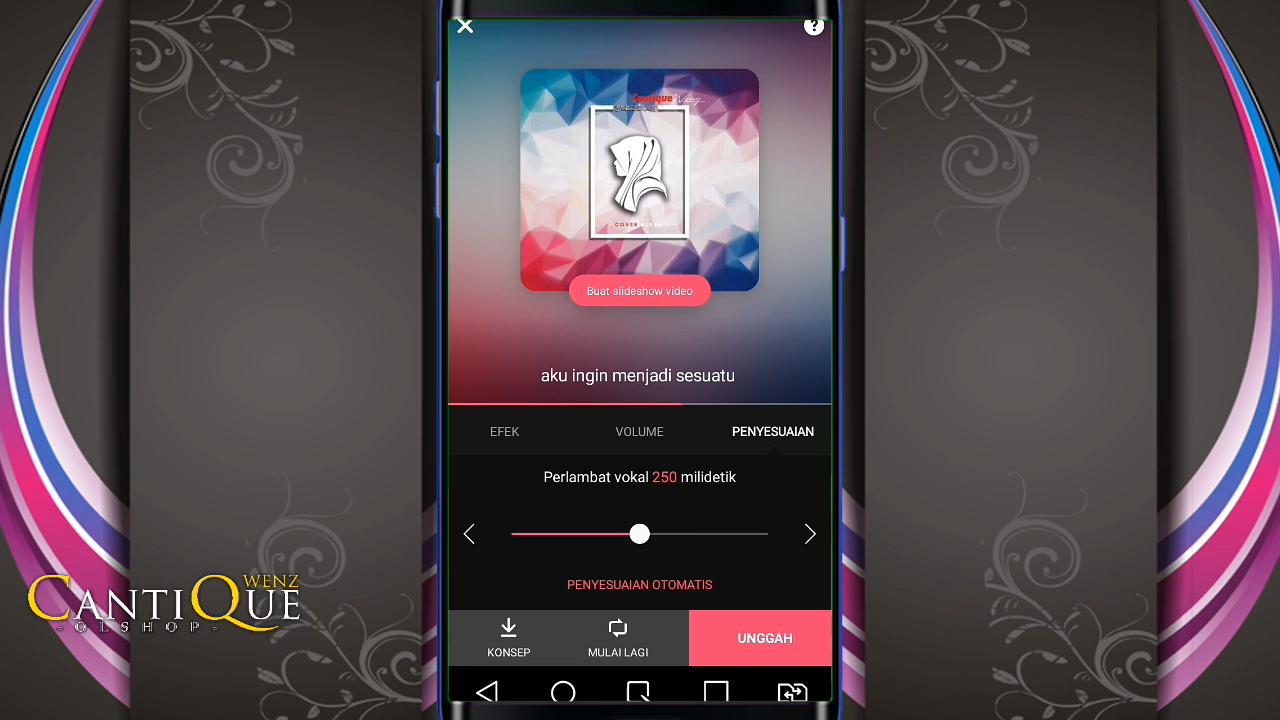 ?
Cantique Wenz
COVER
Buat slideshow video
aku ingin menjadi sesuatu
EFEK
VOLUME
PENYESUAIAN
Perlambat vokal 250 milidetik
PENYESUAIAN OTOMATIS
KONSEP
MULAI LAGI
UNGGAH
WENZ
CANTIQUE
- OLSHOP -